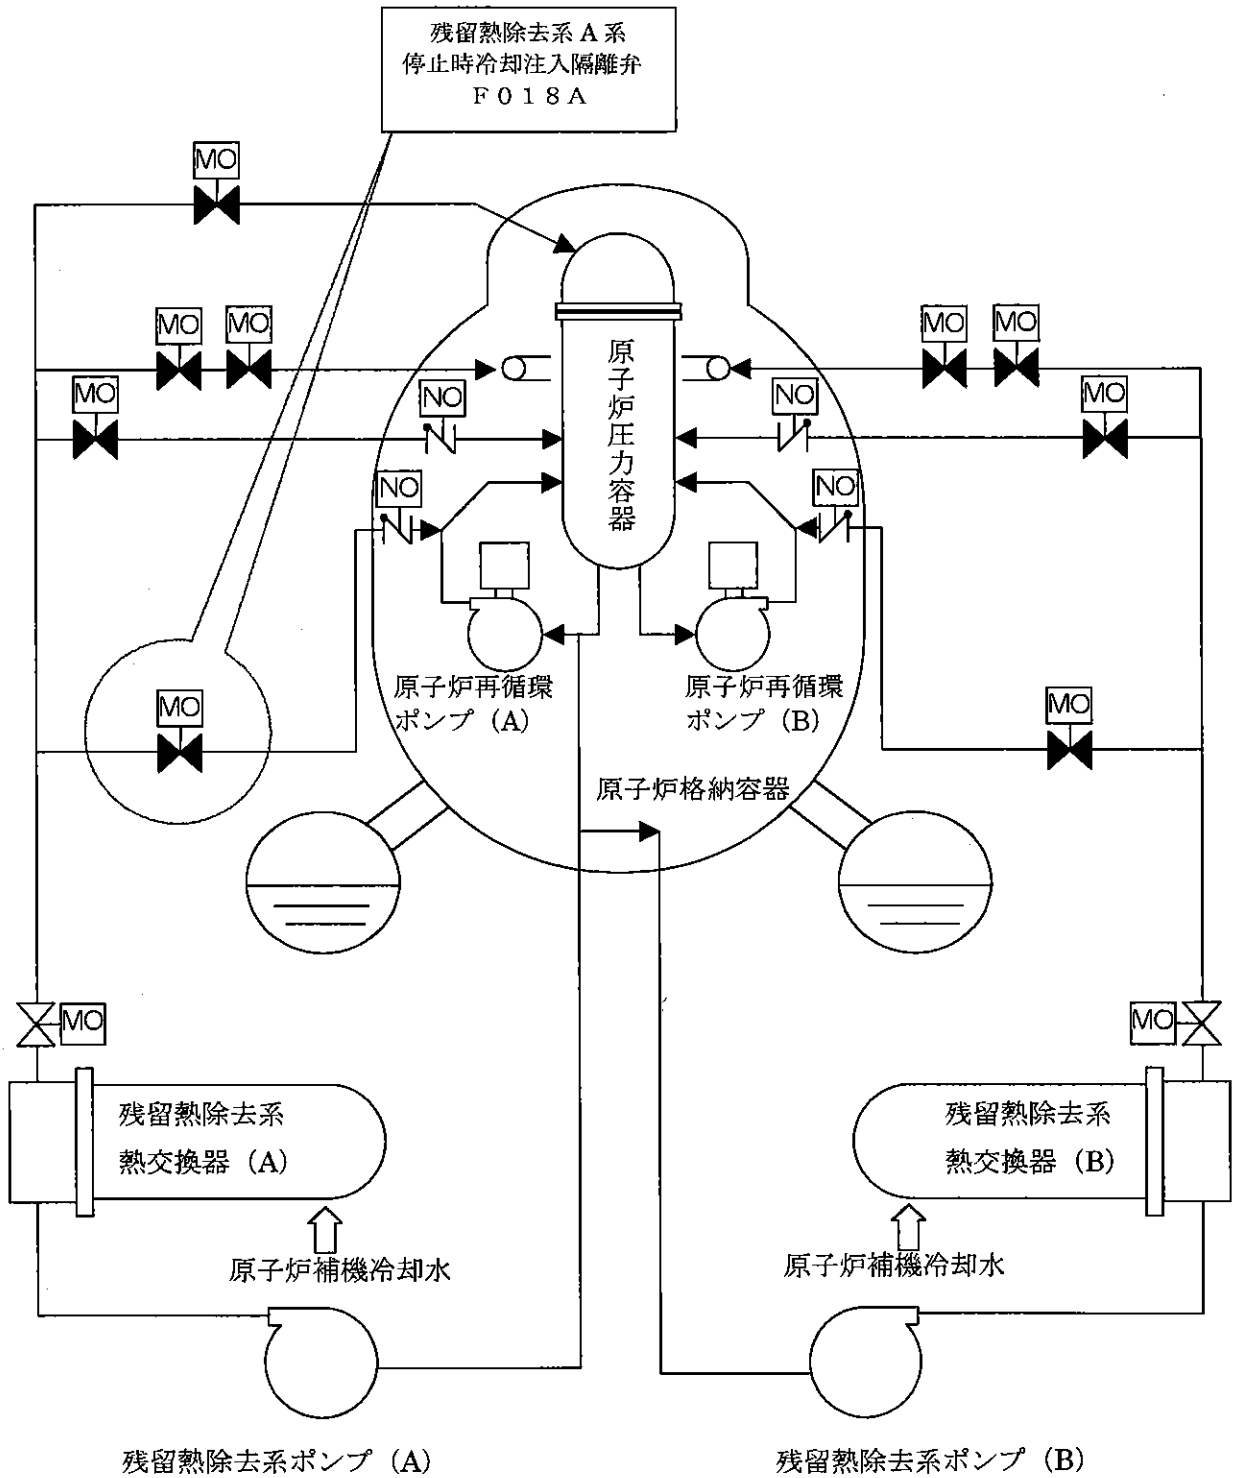 残留熱除去系A系
停止時冷却注入隔離弁
F018A
MO
MO
MO
MO
MO
MO
NO
NO
MO
NO
NO
原子炉圧力容器
原子炉再循環
ポンプ (A)
原子炉再循環
ポンプ (B)
MO
MO
原子炉格納容器
MO
MO
残留熱除去系
熱交換器 (A)
残留熱除去系
熱交換器 (B)
原子炉補機冷却水
原子炉補機冷却水
残留熱除去系ポンプ (A)
残留熱除去系ポンプ (B)